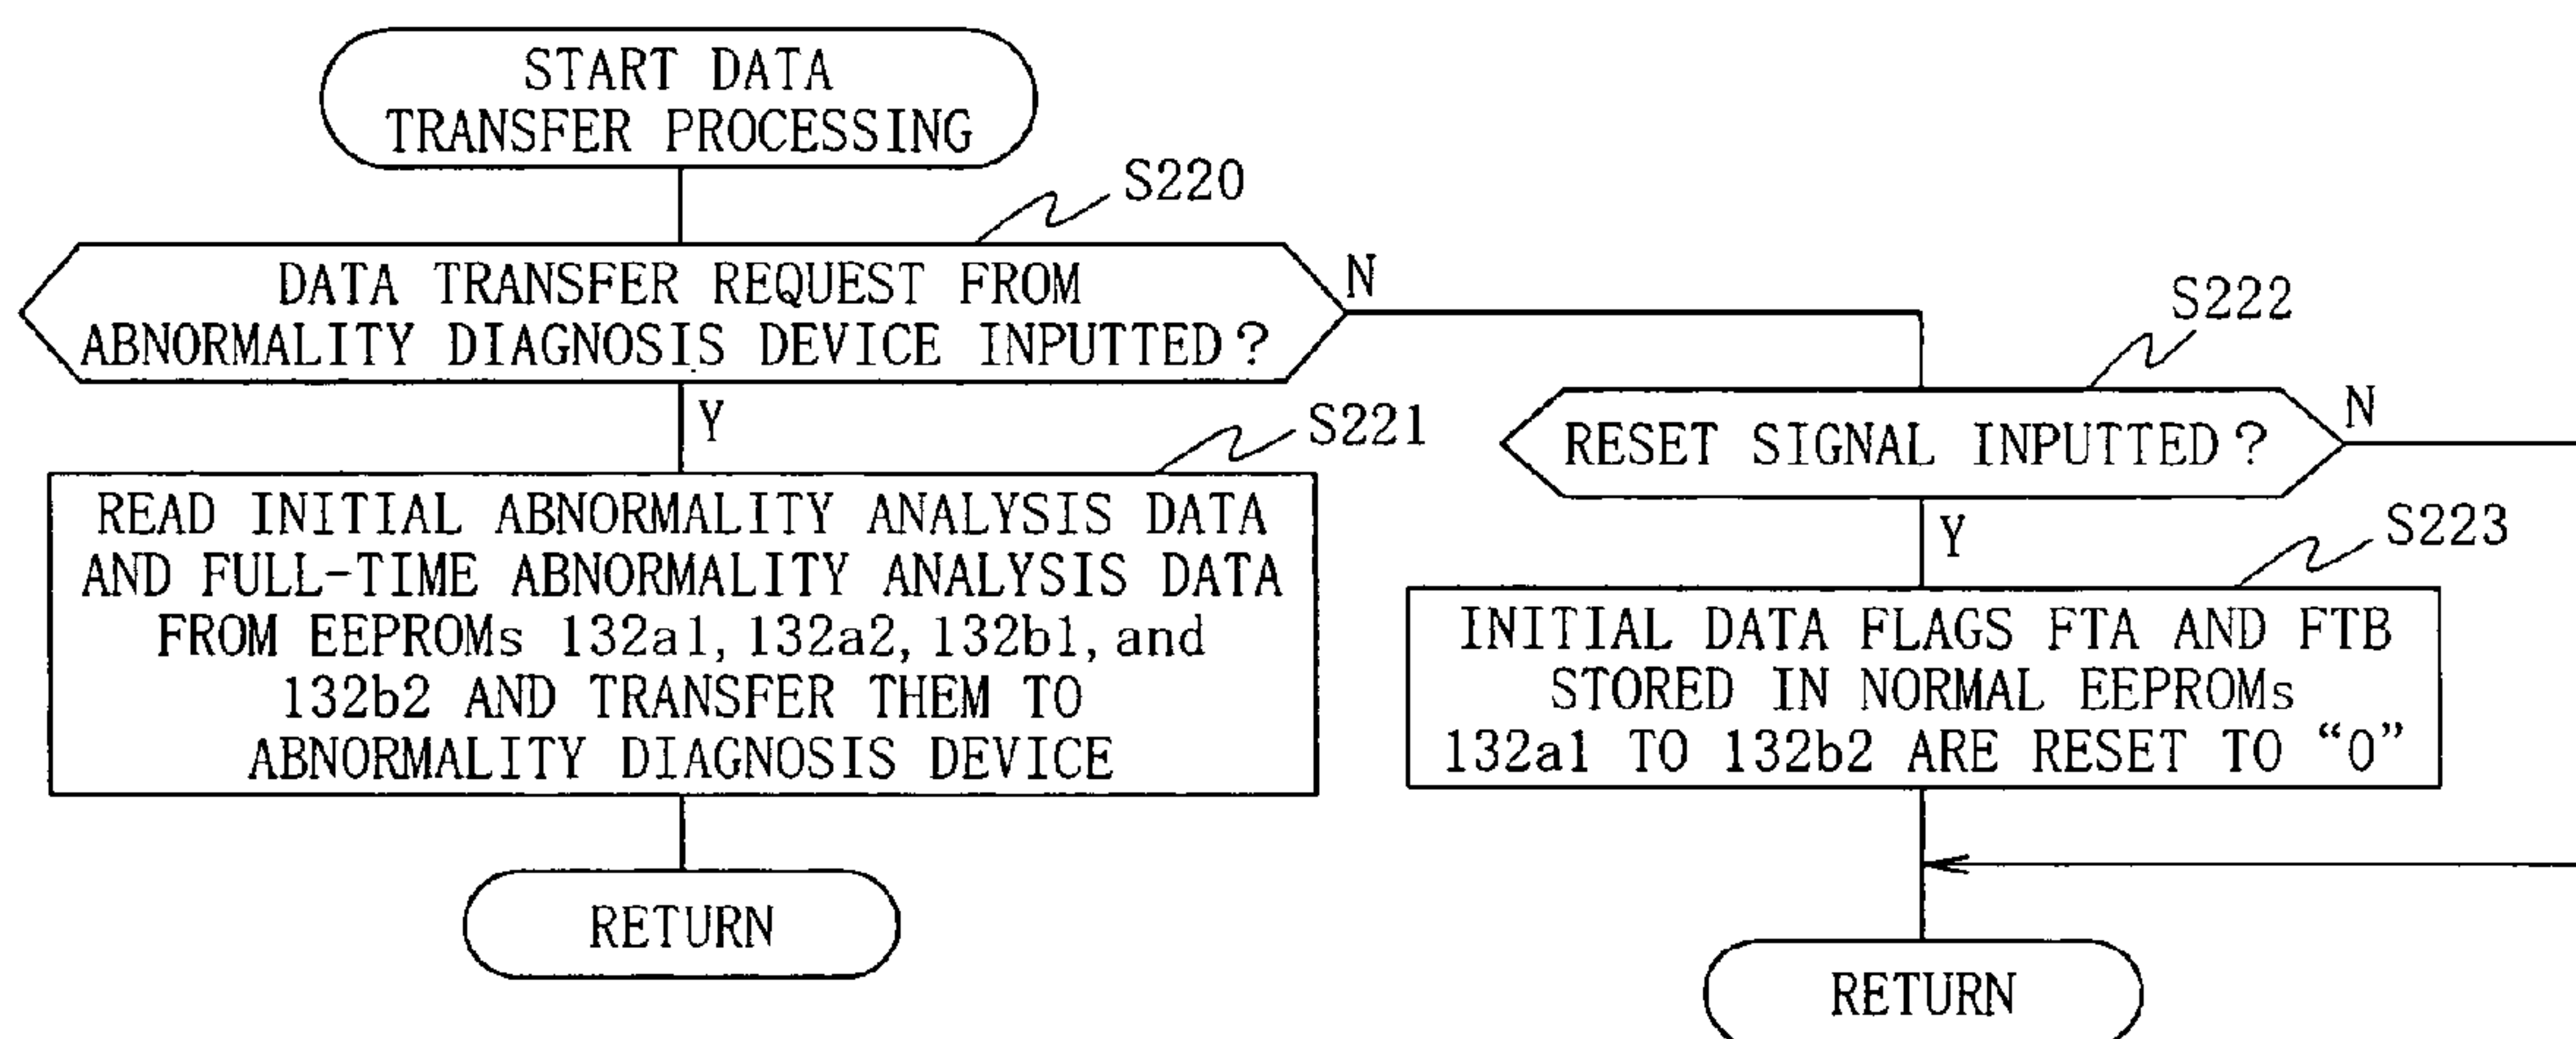 START DATA
TRANSFER PROCESSING
S220
DATA TRANSFER REQUEST FROM
ABNORMALITY DIAGNOSIS DEVICE INPUTTED?
N
Y
S221
READ INITIAL ABNORMALITY ANALYSIS DATA
AND FULL-TIME ABNORMALITY ANALYSIS DATA
FROM EEPROMs 132a1, 132a2, 132b1, and
132b2 AND TRANSFER THEM TO
ABNORMALITY DIAGNOSIS DEVICE
RETURN
S222
RESET SIGNAL INPUTTED?
N
Y
S223
INITIAL DATA FLAGS FTA AND FTB
STORED IN NORMAL EEPROMs
132a1 TO 132b2 ARE RESET TO “0”
RETURN